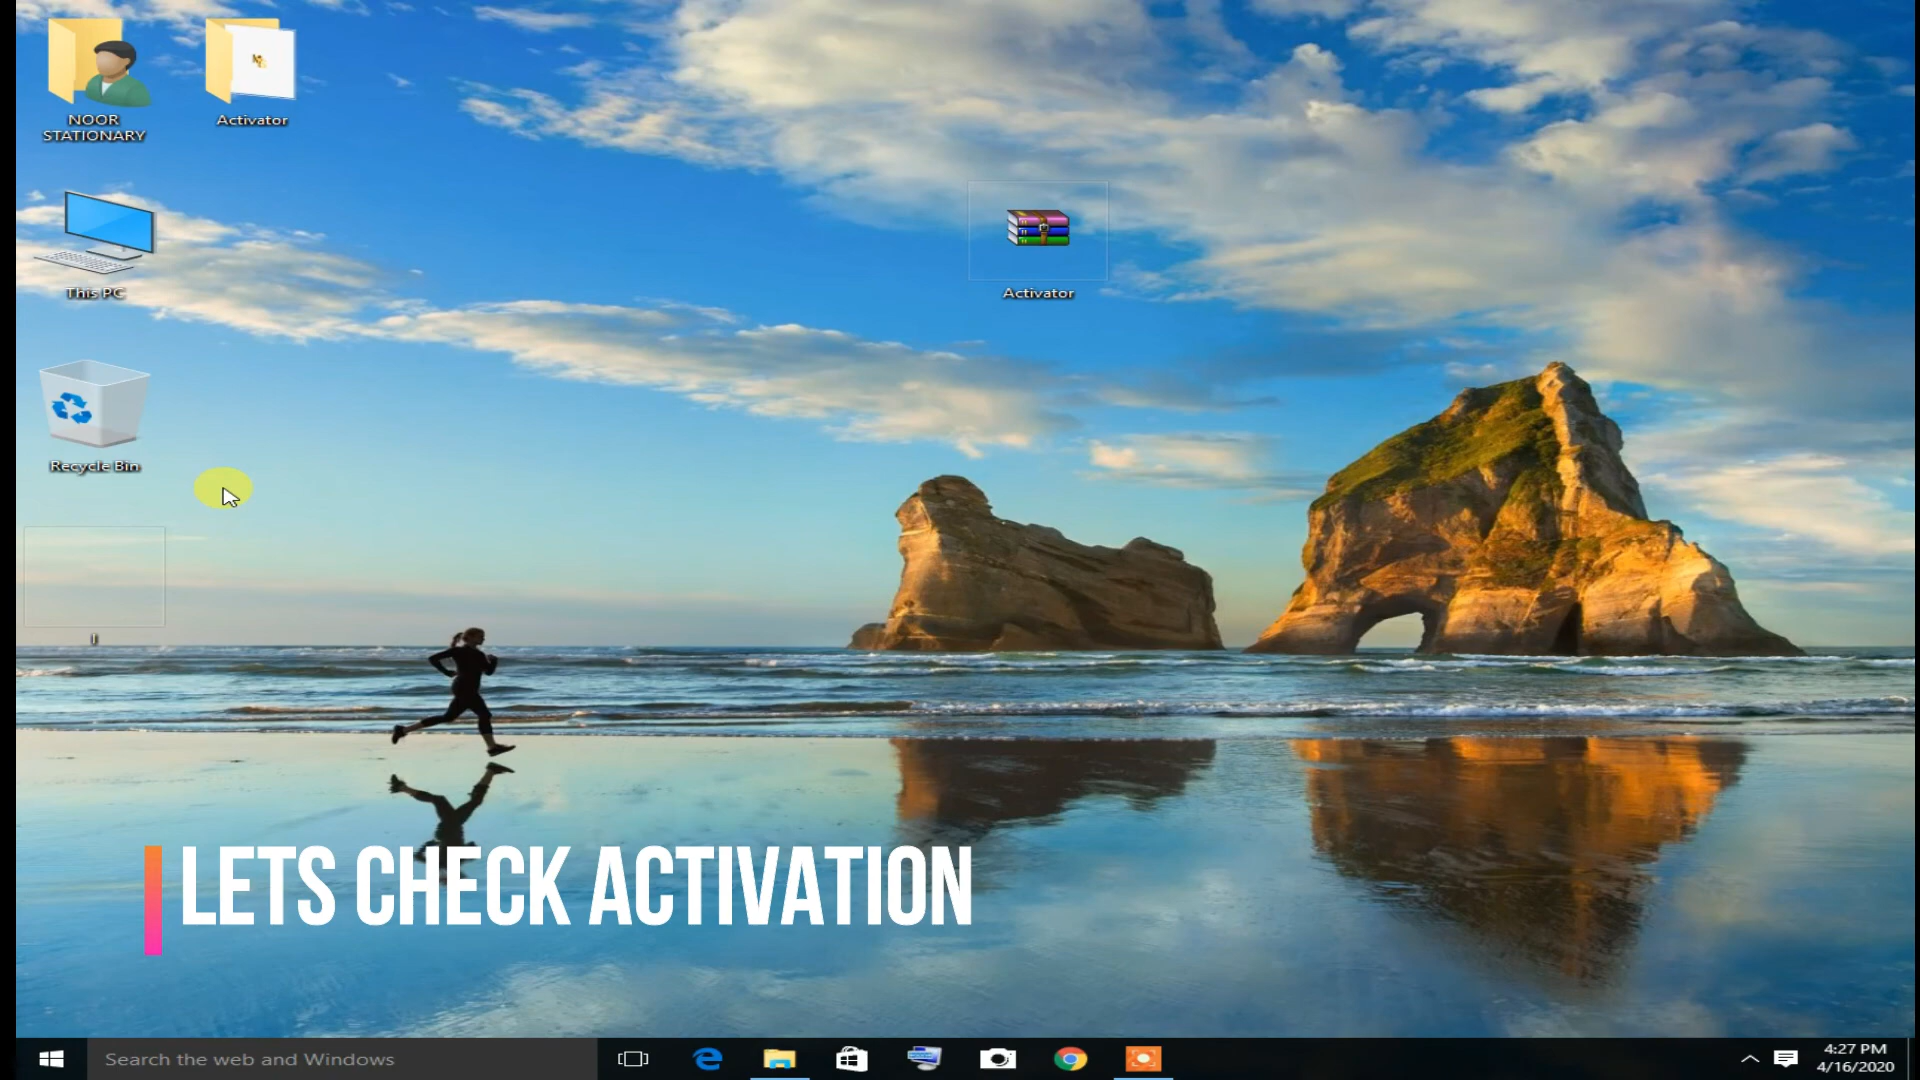 NOOR
STATIONARY
Activator
This PC
Activator
Recycle Bin
LETS CHECK ACTIVATION
Search the web and Windows
4:27 PM
4/16/2020